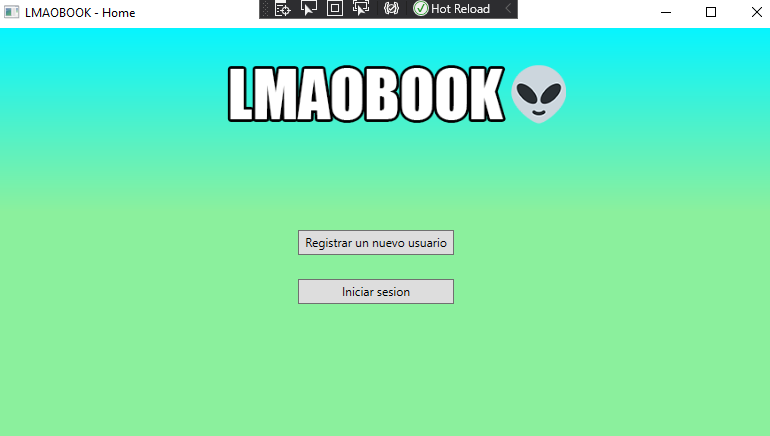 LMAOBOOK - Home
Hot Reload
LMAOBOOK
Registrar un nuevo usuario
Iniciar sesion